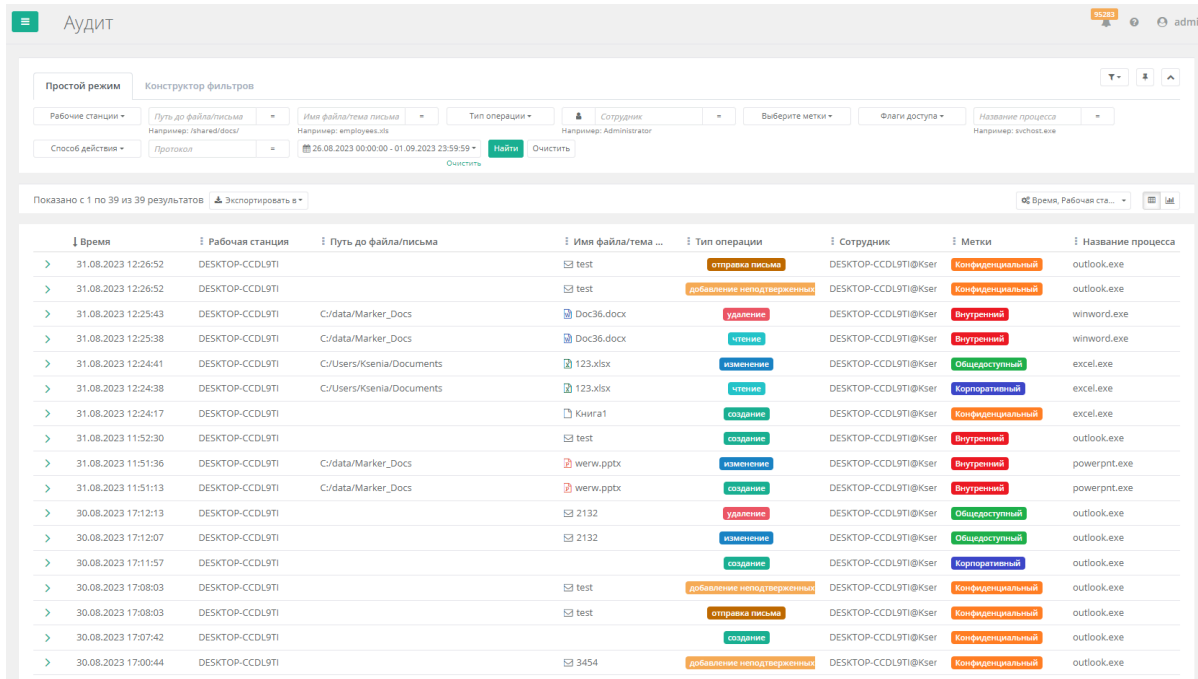 Аудит
95283
admi
Простой режим Конструктор фильтров
Рабочие станции Путь до файла/письма = Имя файла/тема письма = Тип операции Сотрудник = Выберите метки Флаги доступа Название процесса =
Например: /shared/docs/ Например: employees.xls Например: Administrator Например: svchost.exe
Способ действия Протокол = 26.08.2023 00:00:00 - 01.09.2023 23:59:59 Найти Очистить
Очистить
Показано с 1 по 39 из 39 результатов Экспортировать в Время, Рабочая ста...
Время Рабочая станция Путь до файла/письма Имя файла/тема ... Тип операции Сотрудник Метки Название процесса
31.08.2023 12:26:52 DESKTOP-CCDL9TI test отправка письма DESKTOP-CCDL9TI@Kser Конфиденциальный outlook.exe
31.08.2023 12:26:52 DESKTOP-CCDL9TI test добавление неподтверженных DESKTOP-CCDL9TI@Kser Конфиденциальный outlook.exe
31.08.2023 12:25:43 DESKTOP-CCDL9TI C:/data/Marker_Docs Doc36.docx удаление DESKTOP-CCDL9TI@Kser Внутренний winword.exe
31.08.2023 12:25:38 DESKTOP-CCDL9TI C:/data/Marker_Docs Doc36.docx чтение DESKTOP-CCDL9TI@Kser Внутренний winword.exe
31.08.2023 12:24:41 DESKTOP-CCDL9TI C:/Users/Ksenia/Documents 123.xlsx изменение DESKTOP-CCDL9TI@Kser Общедоступный excel.exe
31.08.2023 12:24:38 DESKTOP-CCDL9TI C:/Users/Ksenia/Documents 123.xlsx чтение DESKTOP-CCDL9TI@Kser Корпоративный excel.exe
31.08.2023 12:24:17 DESKTOP-CCDL9TI Книга1 создание DESKTOP-CCDL9TI@Kser Конфиденциальный excel.exe
31.08.2023 11:52:30 DESKTOP-CCDL9TI test создание DESKTOP-CCDL9TI@Kser Внутренний outlook.exe
31.08.2023 11:51:36 DESKTOP-CCDL9TI C:/data/Marker_Docs werw.pptx изменение DESKTOP-CCDL9TI@Kser Внутренний powerpnt.exe
31.08.2023 11:51:13 DESKTOP-CCDL9TI C:/data/Marker_Docs werw.pptx создание DESKTOP-CCDL9TI@Kser Внутренний powerpnt.exe
30.08.2023 17:12:13 DESKTOP-CCDL9TI 2132 удаление DESKTOP-CCDL9TI@Kser Общедоступный outlook.exe
30.08.2023 17:12:07 DESKTOP-CCDL9TI 2132 изменение DESKTOP-CCDL9TI@Kser Общедоступный outlook.exe
30.08.2023 17:11:57 DESKTOP-CCDL9TI создание DESKTOP-CCDL9TI@Kser Корпоративный outlook.exe
30.08.2023 17:08:03 DESKTOP-CCDL9TI test добавление неподтверженных DESKTOP-CCDL9TI@Kser Конфиденциальный outlook.exe
30.08.2023 17:08:03 DESKTOP-CCDL9TI test отправка письма DESKTOP-CCDL9TI@Kser Конфиденциальный outlook.exe
30.08.2023 17:07:42 DESKTOP-CCDL9TI создание DESKTOP-CCDL9TI@Kser Конфиденциальный outlook.exe
30.08.2023 17:00:44 DESKTOP-CCDL9TI 3454 добавление неподтверженных DESKTOP-CCDL9TI@Kser Конфиденциальный outlook.exe